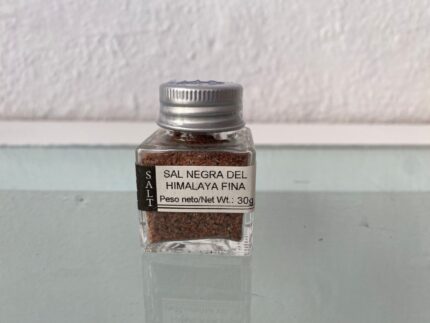 SALT
SAL NEGRA DEL
HIMALAYA FINA
Peso neto/Net Wt.: 30g